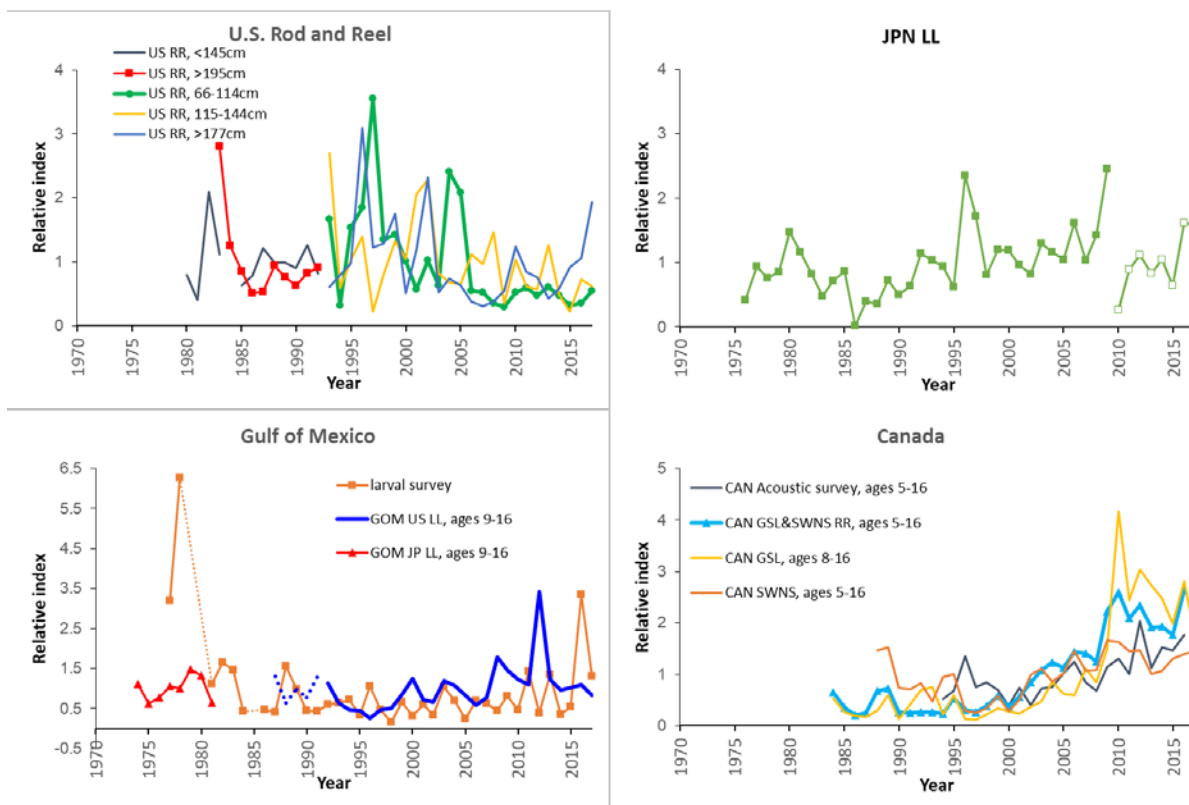 U.S. Rod and Reel
US RR, <145cm
US RR, >195cm
US RR, 66-114cm
US RR, 115-144cm
US RR, >177cm
4
3
2
1
0
Relative index
1970
1975
1980
1985
1990
1995
2000
2005
2010
2015
Year
JPN LL
4
3
2
1
0
Relative index
1970
1975
1980
1985
1990
1995
2000
2005
2010
2015
Year
Gulf of Mexico
larval survey
GOM US LL, ages 9-16
GOM JP LL, ages 9-16
6.5
5.5
4.5
3.5
2.5
1.5
0.5
-0.5
Relative index
1970
1975
1980
1985
1990
1995
2000
2005
2010
2015
Year
Canada
CAN Acoustic survey, ages 5-16
CAN GSL&SWNS RR, ages 5-16
CAN GSL, ages 8-16
CAN SWNS, ages 5-16
5
4
3
2
1
0
Relative index
1970
1975
1980
1985
1990
1995
2000
2005
2010
2015
Year